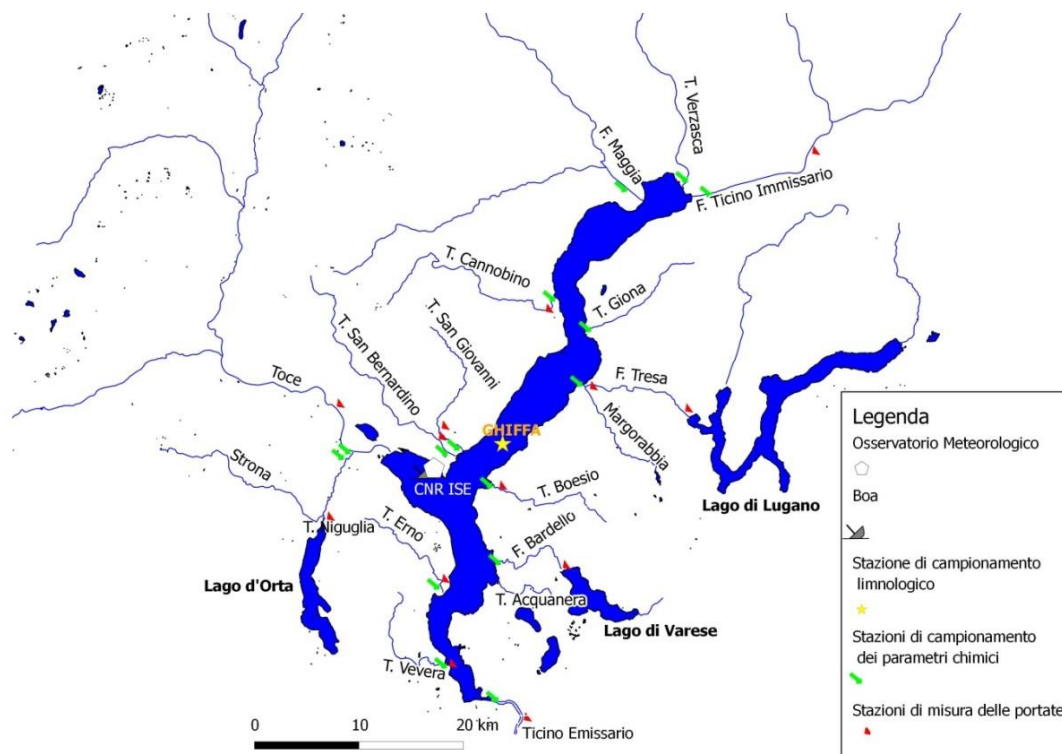 T. Verzasca
F. Maggia
F. Ticino Immissario
T. Cannobino
T. Giona
T. San Giovanni
T. San Bernardino
Toce
F. Tresa
Margorabbia
GHIFFA
Strona
CNR ISE
T. Boesio
Lago di Lugano
T. Niguglia
T. Erno
F. Bardello
Lago d'Orta
T. Acquanera
Lago di Varese
T. Vevera
Ticino Emissario
0 10 20 km
Legenda
Osservatorio Meteorologico
Boa
Stazione di campionamento
limnologico
Stazioni di campionamento
dei parametri chimici
Stazioni di misura delle portate